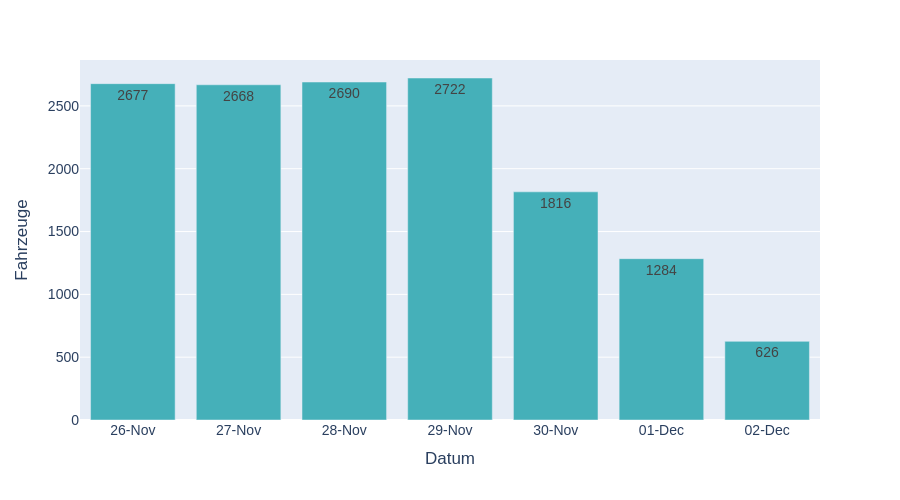 2677
2668
2690
2722
1816
1284
626
2500
2000
1500
1000
500
0
Fahrzeuge
26-Nov
27-Nov
28-Nov
29-Nov
30-Nov
01-Dec
02-Dec
Datum